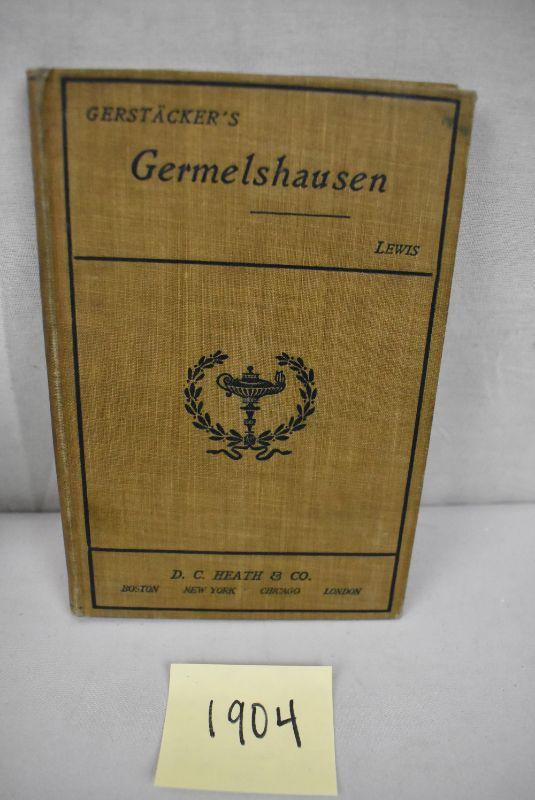 GERSTÄCKER'S
Germelshausen
LEWIS
D. C. HEATH & CO.
BOSTON NEW YORK CHICAGO LONDON
1904